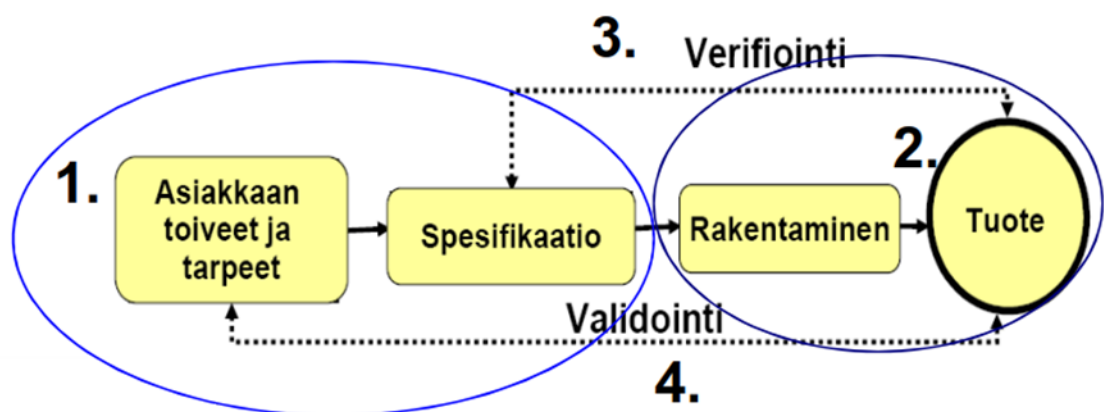 3.
Verifiointi
1.
Asiakkaan
toiveet ja
tarpeet
Spesifikaatio
Rakentaminen
2.
Tuote
Validointi
4.